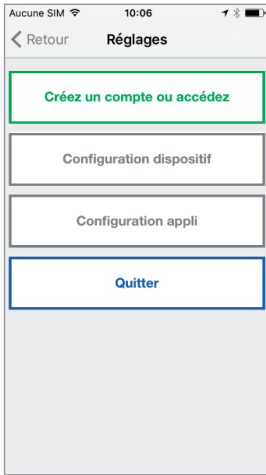 Aucune SIM 10:06
Retour Réglages
Créez un compte ou accédez
Configuration dispositif
Configuration appli
Quitter